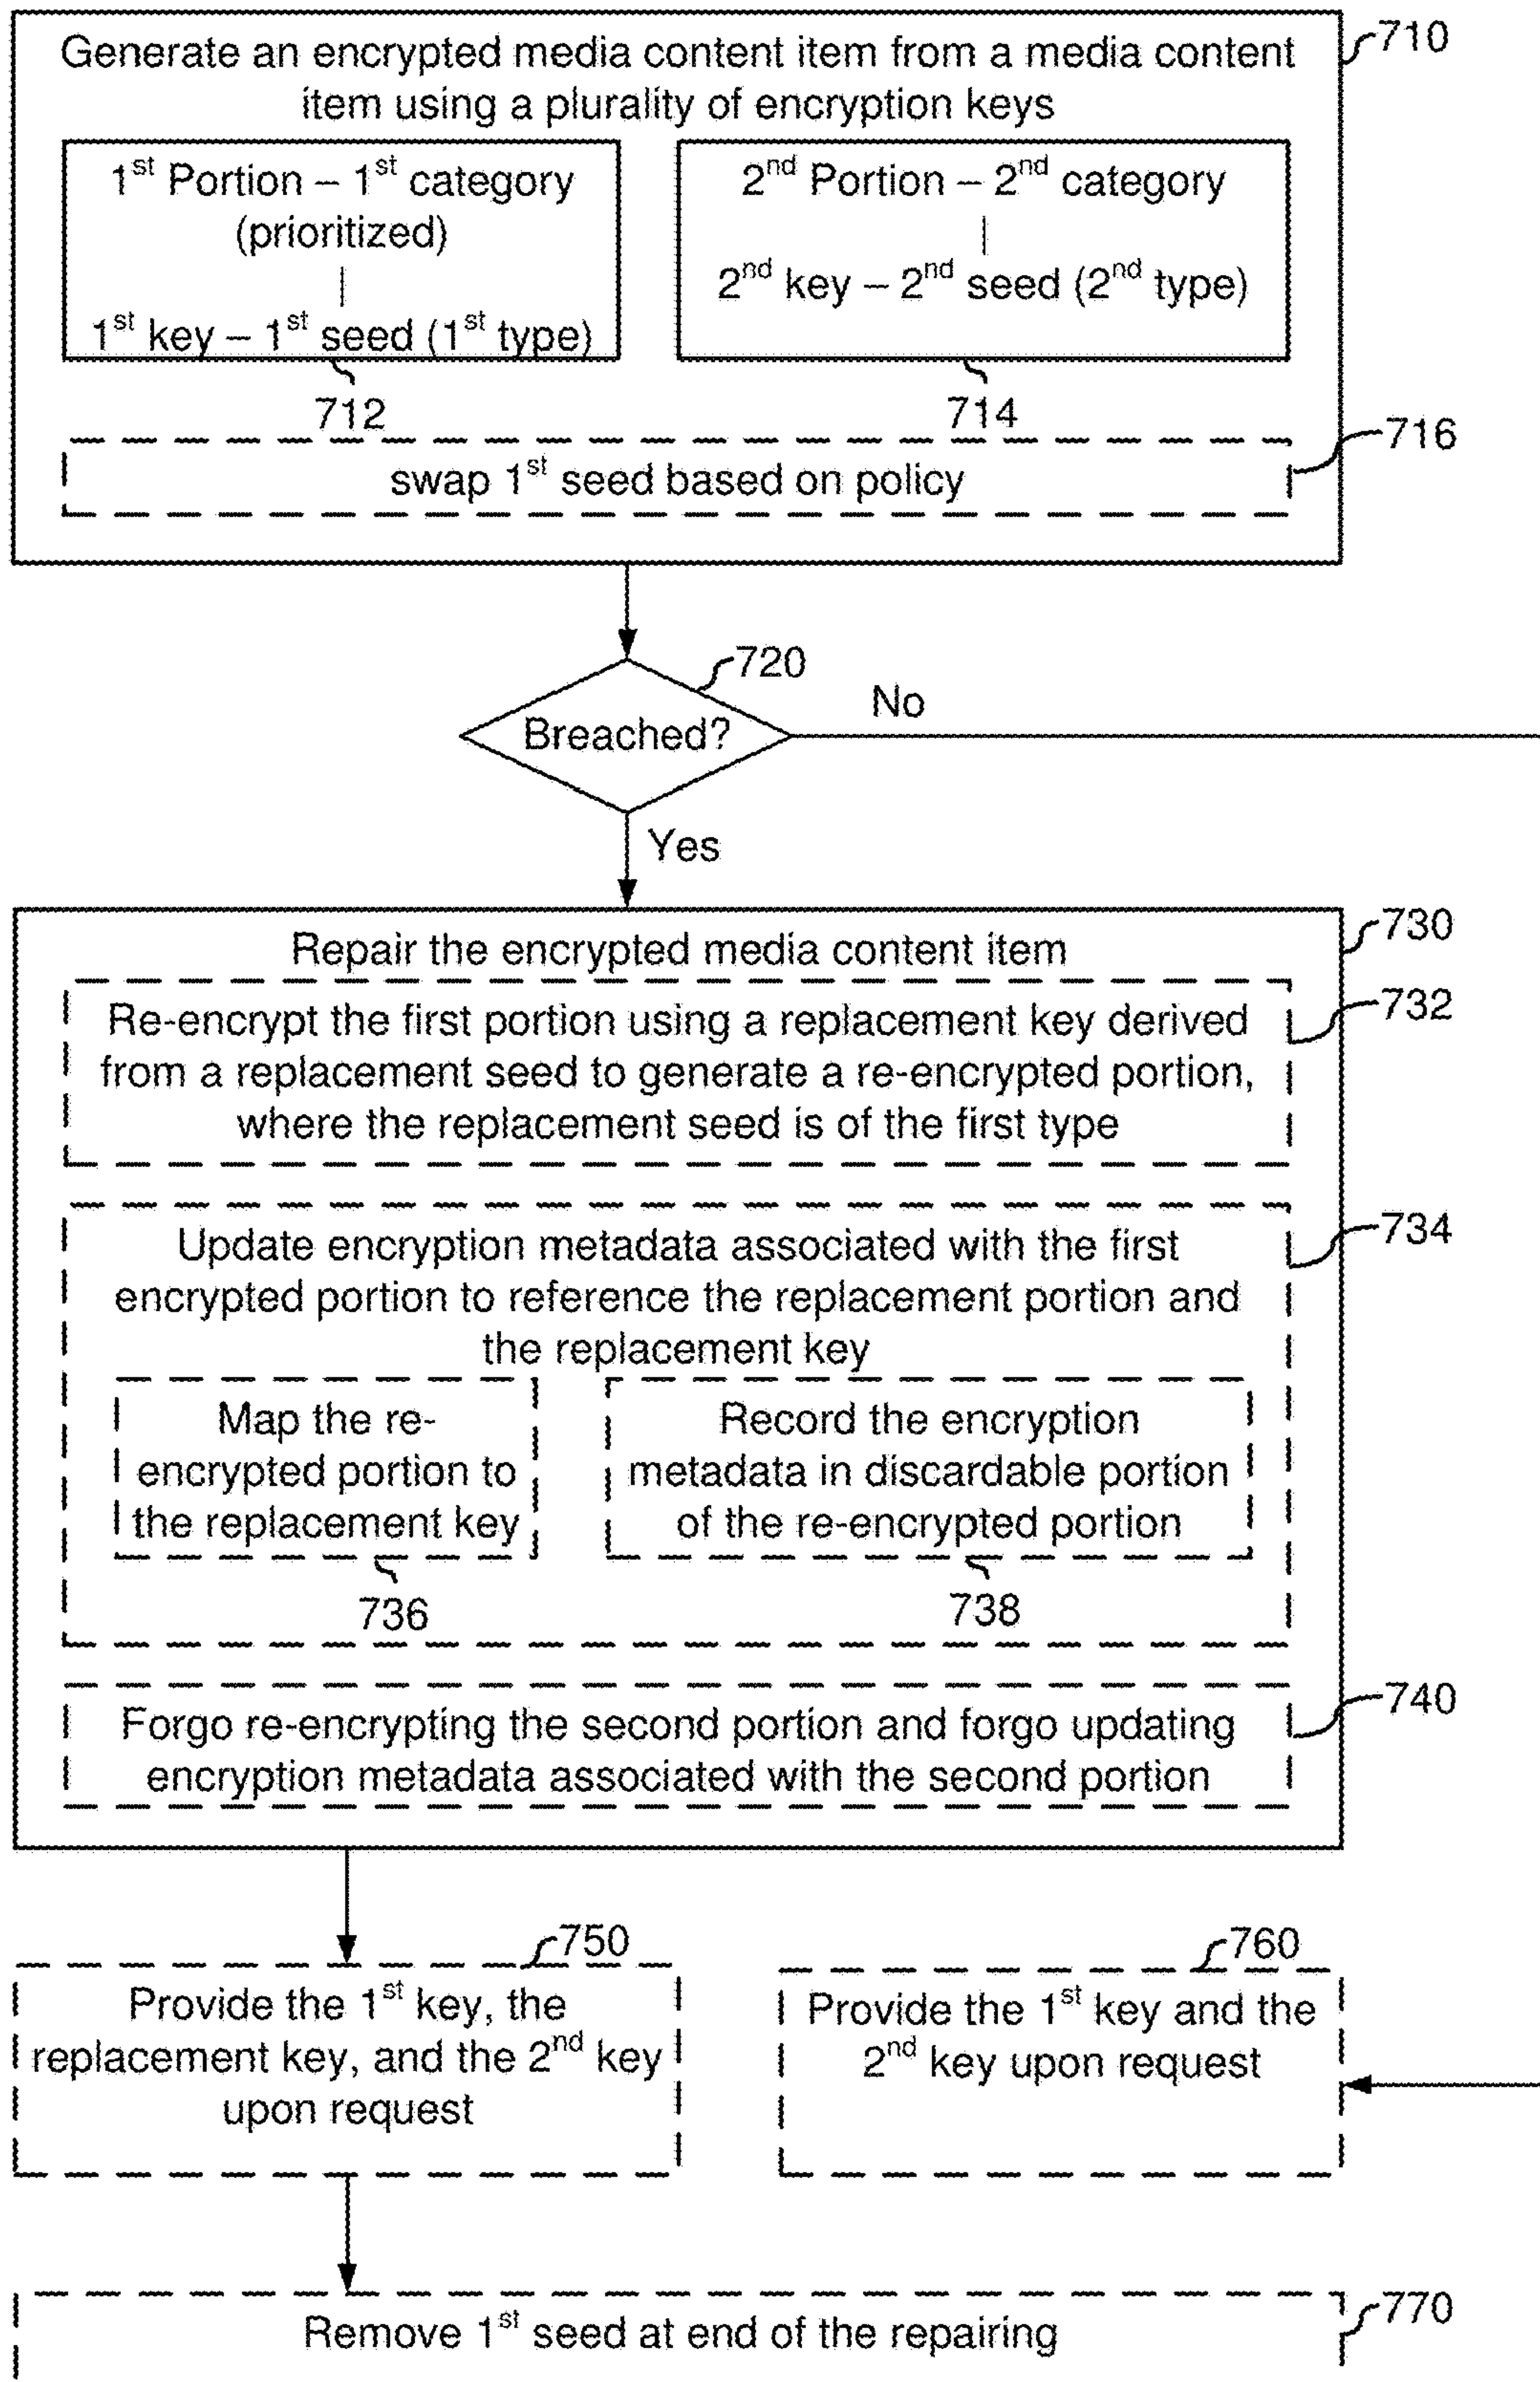 Generate an encrypted media content item from a media content
item using a plurality of encryption keys
710
1st Portion – 1st category
(prioritized)
|
1st key – 1st seed (1st type)
712
2nd Portion – 2nd category
|
2nd key – 2nd seed (2nd type)
714
swap 1st seed based on policy
716
Breached?
720
No
Yes
Repair the encrypted media content item
730
Re-encrypt the first portion using a replacement key derived
from a replacement seed to generate a re-encrypted portion,
where the replacement seed is of the first type
732
Update encryption metadata associated with the first
encrypted portion to reference the replacement portion and
the replacement key
734
Map the re-
encrypted portion to
the replacement key
736
Record the encryption
metadata in discardable portion
of the re-encrypted portion
738
Forgo re-encrypting the second portion and forgo updating
encryption metadata associated with the second portion
740
Provide the 1st key, the
replacement key, and the 2nd key
upon request
750
Provide the 1st key and the
2nd key upon request
760
Remove 1st seed at end of the repairing
770